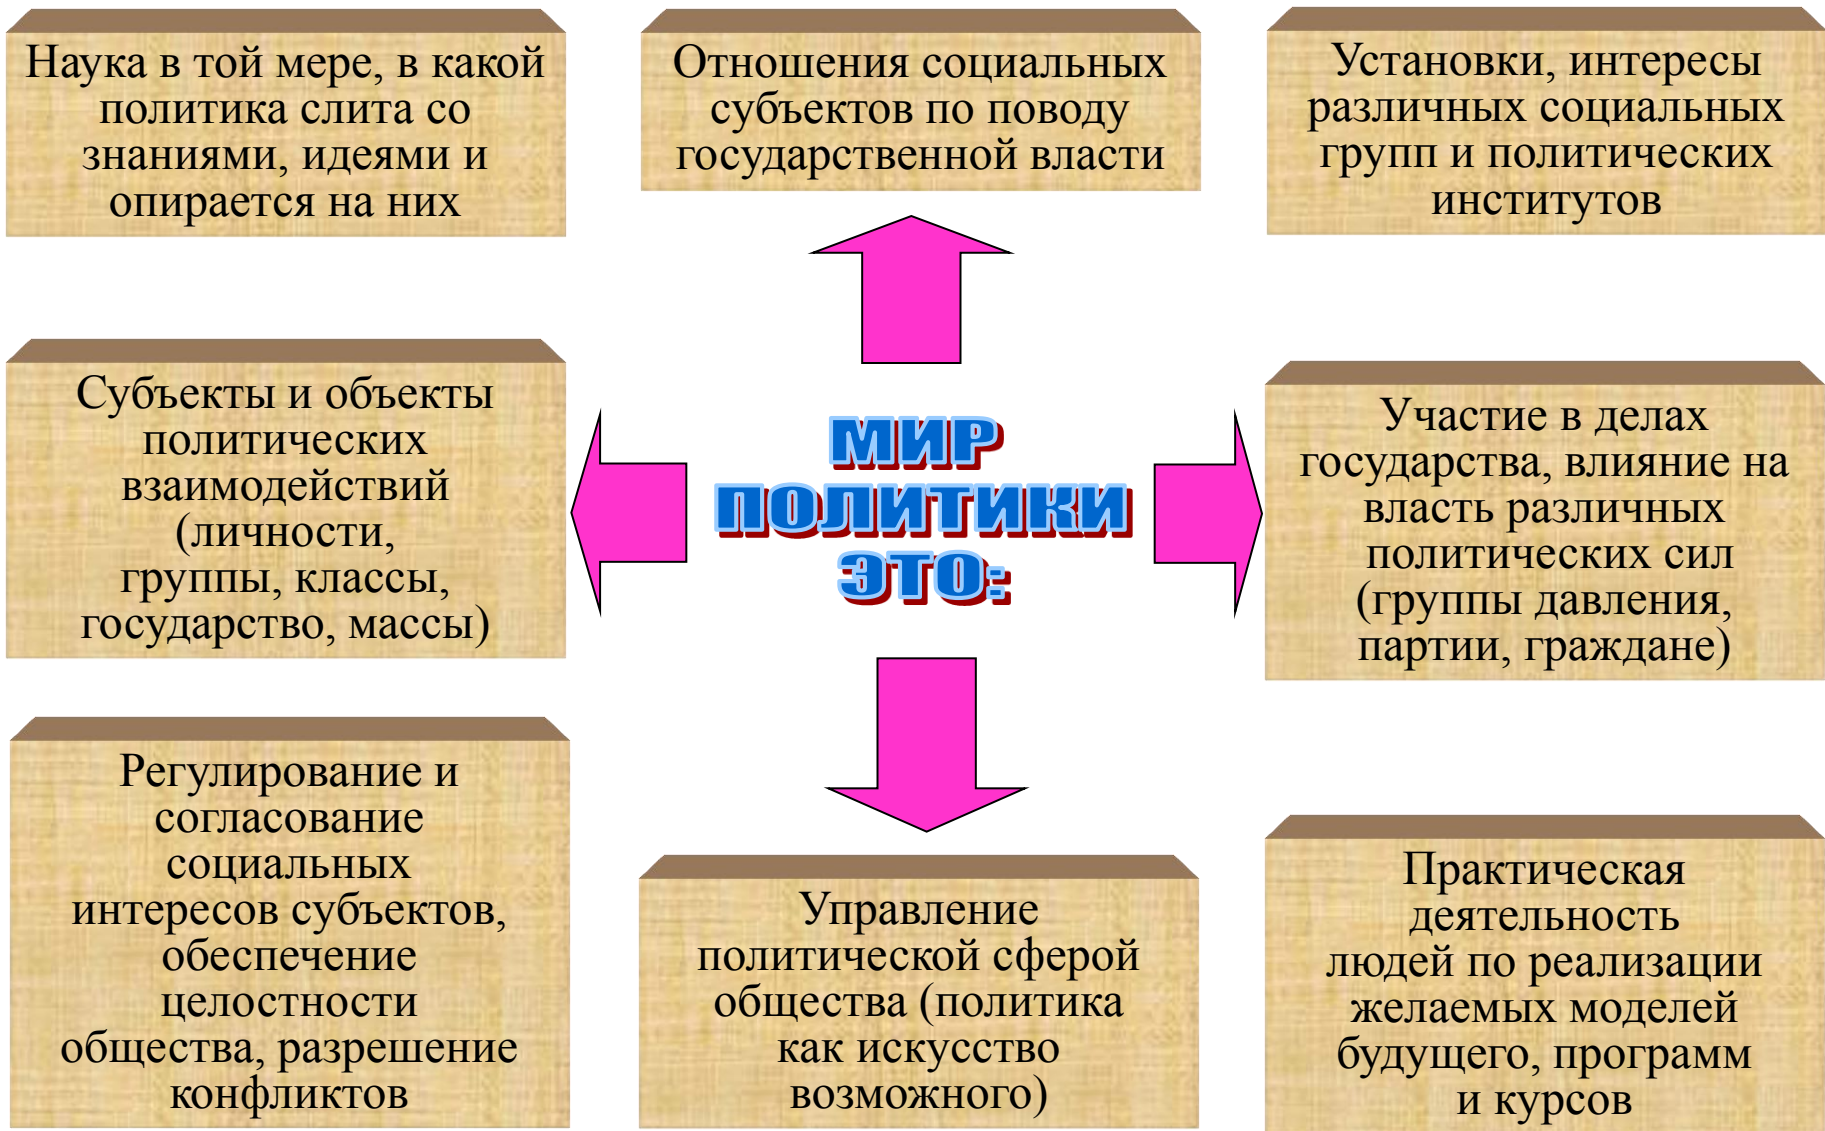 Наука в той мере, в какой
политика слита со
знаниями, идеями и
опирается на них
Отношения социальных
субъектов по поводу
государственной власти
Установки, интересы
различных социальных
групп и политических
институтов
Субъекты и объекты
политических
взаимодействий
(личности,
группы, классы,
государство, массы)
МИР
ПОЛИТИКИ
ЭТО:
Участие в делах
государства, влияние на
власть различных
политических сил
(группы давления,
партии, граждане)
Регулирование и
согласование
социальных
интересов субъектов,
обеспечение
целостности
общества, разрешение
конфликтов
Управление
политической сферой
общества (политика
как искусство
возможного)
Практическая
деятельность
людей по реализации
желаемых моделей
будущего, программ
и курсов